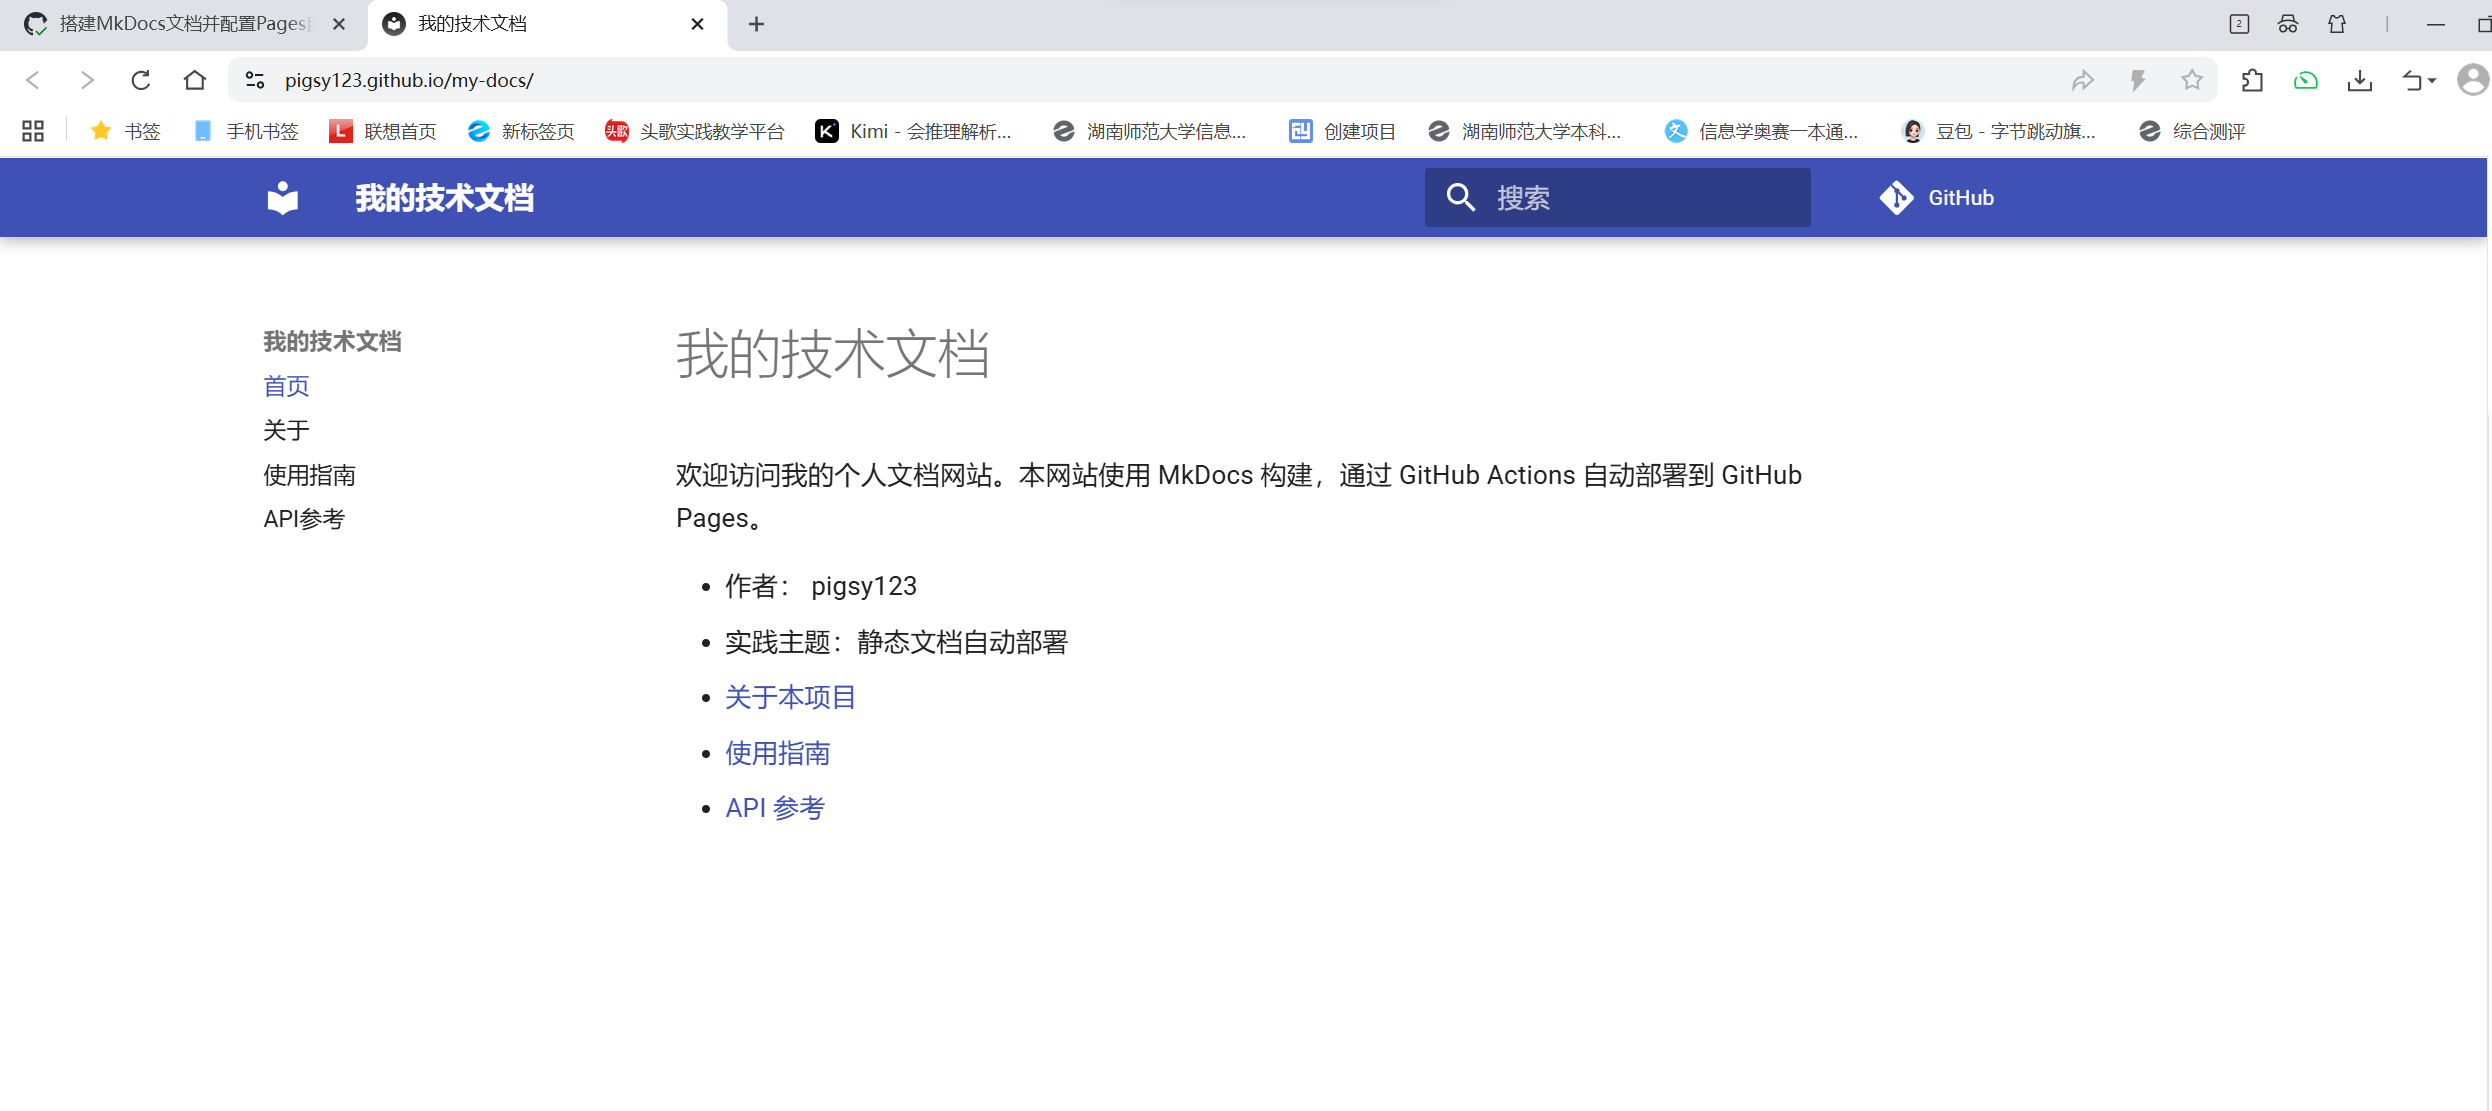 搭建MkDocs文档并配置Pages
我的技术文档
2
pigsy123.github.io/my-docs/
书签
手机书签
联想首页
新标签页
头歌实践教学平台
Kimi - 会推理解析...
湖南师范大学信息...
创建项目
湖南师范大学本科...
信息学奥赛一本通...
豆包 - 字节跳动旗...
综合测评
我的技术文档
搜索
GitHub
我的技术文档
首页
关于
使用指南
API参考
我的技术文档
欢迎访问我的个人文档网站。本网站使用 MkDocs 构建，通过 GitHub Actions 自动部署到 GitHub
Pages。
• 作者： pigsy123
• 实践主题：静态文档自动部署
• 关于本项目
• 使用指南
• API 参考